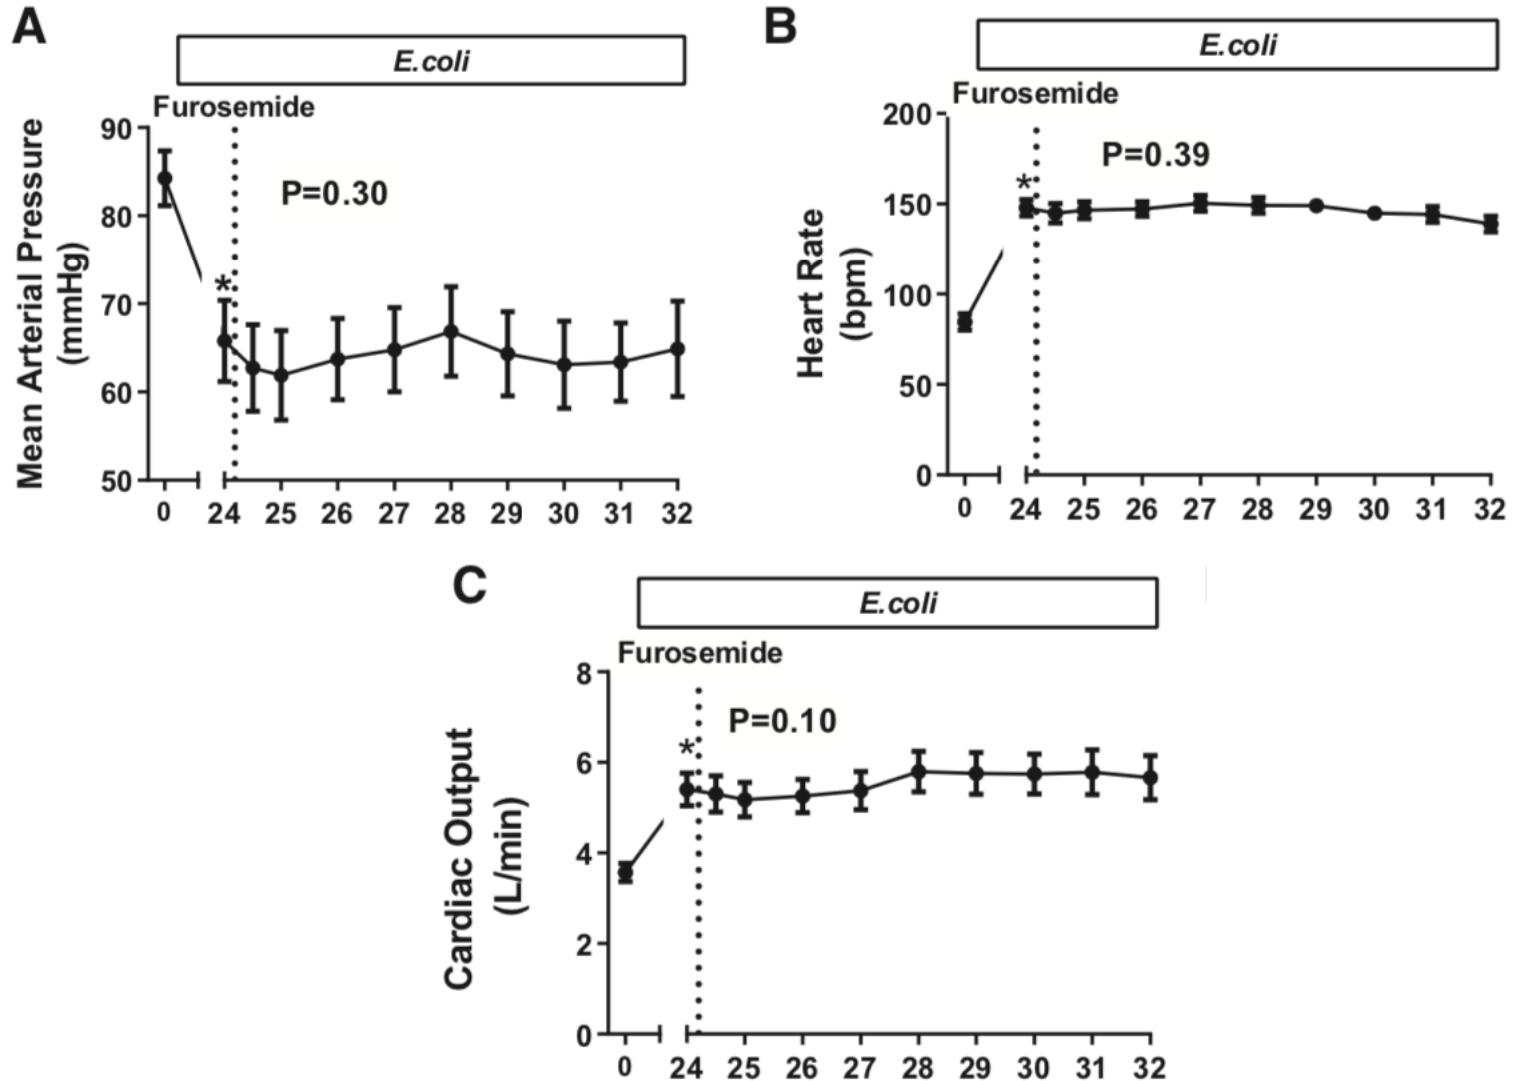 A
E.coli
Furosemide
Mean Arterial Pressure
(mmHg)
90
80
70
60
50
P=0.30
*
0 24 25 26 27 28 29 30 31 32
B
E.coli
Furosemide
Heart Rate
(bpm)
200
150
100
50
0
P=0.39
*
0 24 25 26 27 28 29 30 31 32
C
E.coli
Furosemide
Cardiac Output
(L/min)
8
6
4
2
0
P=0.10
*
0 24 25 26 27 28 29 30 31 32